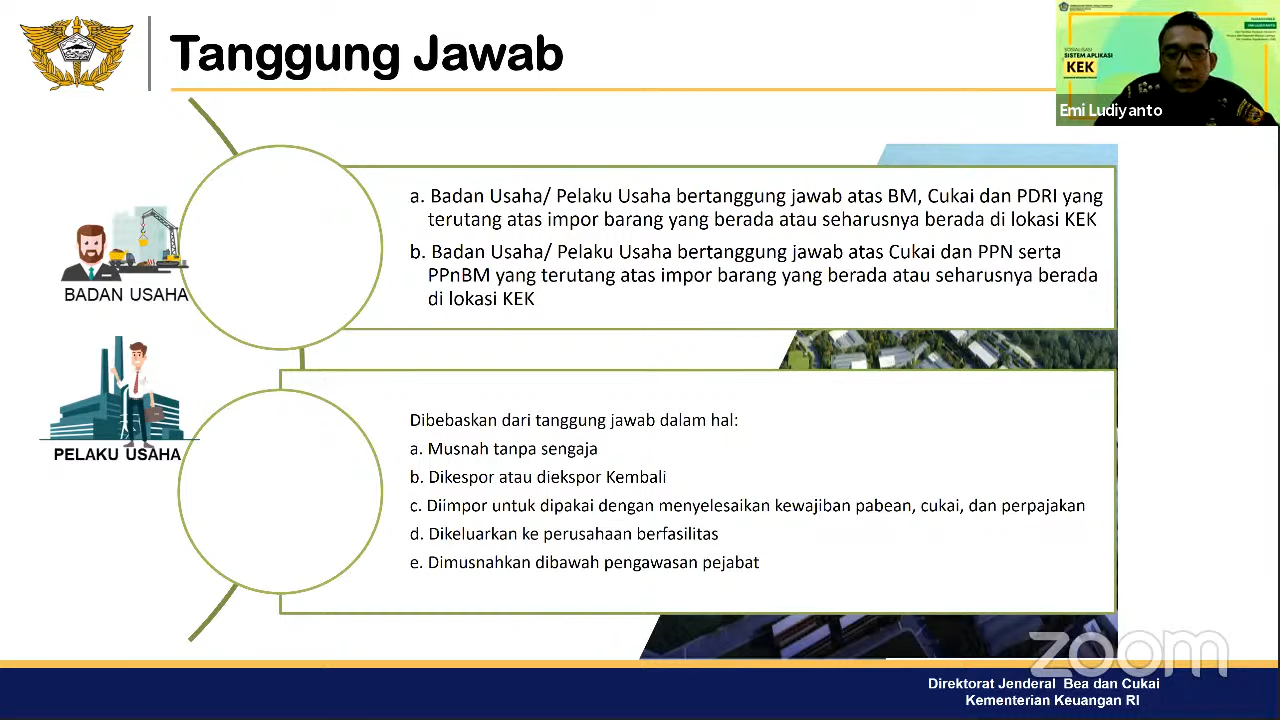 Tanggung Jawab
SOSIALISASI
SISTEM APLIKASI
KEK
EMI LUDIYANTO
Emi Ludiyanto
a. Badan Usaha/ Pelaku Usaha bertanggung jawab atas BM, Cukai dan PDRI yang
terutang atas impor barang yang berada atau seharusnya berada di lokasi KEK
b. Badan Usaha/ Pelaku Usaha bertanggung jawab atas Cukai dan PPN serta
PPnBM yang terutang atas impor barang yang berada atau seharusnya berada
di lokasi KEK
BADAN USAHA
PELAKU USAHA
Dibebaskan dari tanggung jawab dalam hal:
a. Musnah tanpa sengaja
b. Dikespor atau diekspor Kembali
c. Diimpor untuk dipakai dengan menyelesaikan kewajiban pabean, cukai, dan perpajakan
d. Dikeluarkan ke perusahaan berfasilitas
e. Dimusnahkan dibawah pengawasan pejabat
zoom
Direktorat Jenderal Bea dan Cukai
Kementerian Keuangan RI